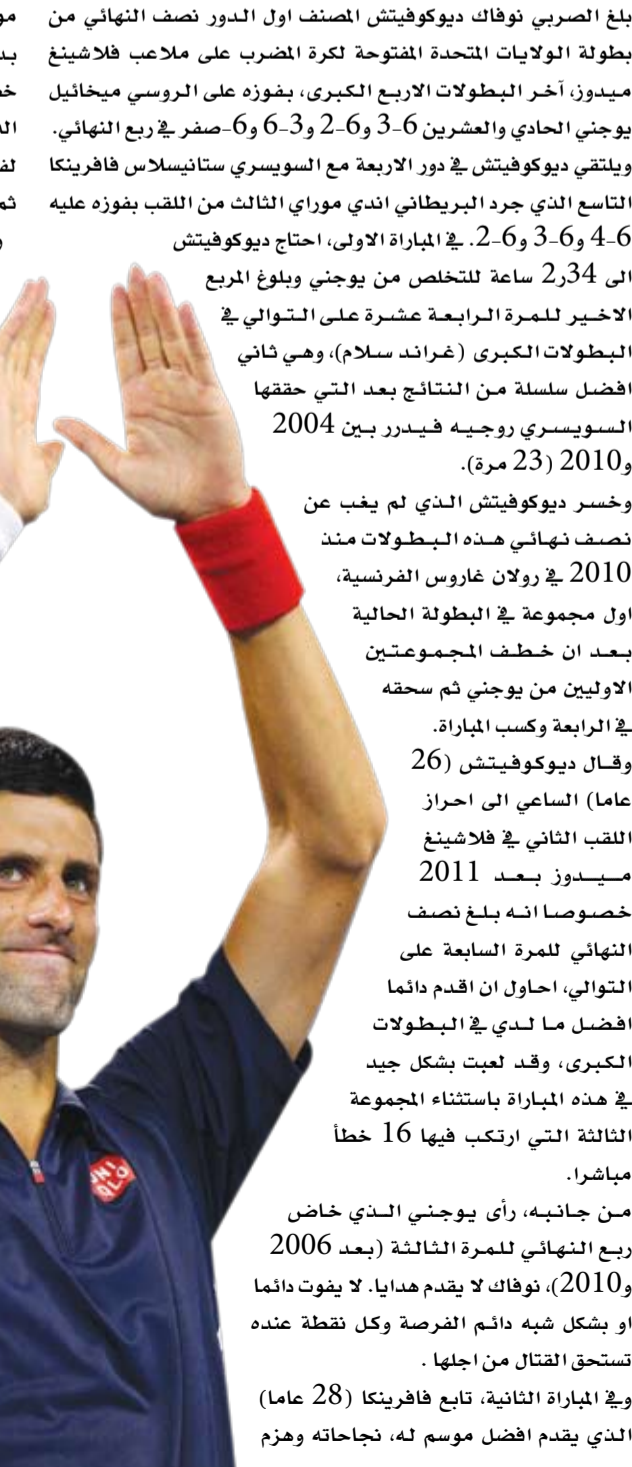 بلغ الصربي نوفاك ديوكوفيتش المصنف اول الدور نصف النهائي من
بطولة الولايات المتحدة المفتوحة لكرة المضرب على ملاعب فلاشينغ
ميدوز، آخر البطولات الاربع الكبرى، بفوزه على الروسي ميخائيل
يوجني الحادي والعشرين 6-3 و6-2 و3-6 و6-صفر في ربع النهائي.
ويلتقي ديوكوفيتش في دور الاربعة مع السويسري ستانيسلاس فافرينكا
التاسع الذي جرد البريطاني اندي موراي الثالث من اللقب بفوزه عليه
6-4 و6-3 و6-2. في المباراة الاولى، احتاج ديوكوفيتش
الى 34ر2 ساعة للتخلص من يوجني وبلوغ المربع
الاخير للمرة الرابعة عشرة على التوالي في
البطولات الكبرى (غراند سلام)، وهي ثاني
افضل سلسلة من النتائج بعد التي حققها
السويسري روجيه فيدرر بين 2004
و2010 (23 مرة).
وخسر ديوكوفيتش الذي لم يغب عن
نصف نهائي هذه البطولات منذ
2010 في رولان غاروس الفرنسية،
اول مجموعة في البطولة الحالية
بعد ان خطف المجموعتين
الاوليين من يوجني ثم سحقه
في الرابعة وكسب المباراة.
وقال ديوكوفيتش (26
عاما) الساعي الى احراز
اللقب الثاني في فلاشينغ
ميدوز بعد 2011
خصوصا انه بلغ نصف
النهائي للمرة السابعة على
التوالي، احاول ان اقدم دائما
افضل ما لدي في البطولات
الكبرى، وقد لعبت بشكل جيد
في هذه المباراة باستثناء المجموعة
الثالثة التي ارتكب فيها 16 خطأ
مباشرا.
من جانبه، رأى يوجني الذي خاض
ربع النهائي للمرة الثالثة (بعد 2006
و2010)، نوفاك لا يقدم هدايا. لا يفوت دائما
او بشكل شبه دائم الفرصة وكل نقطة عنده
تستحق القتال من اجلها .
وفي المباراة الثانية، تابع فافرينكا (28 عاما)
الذي يقدم افضل موسم له، نجاحاته وهزم
UNI
QLO